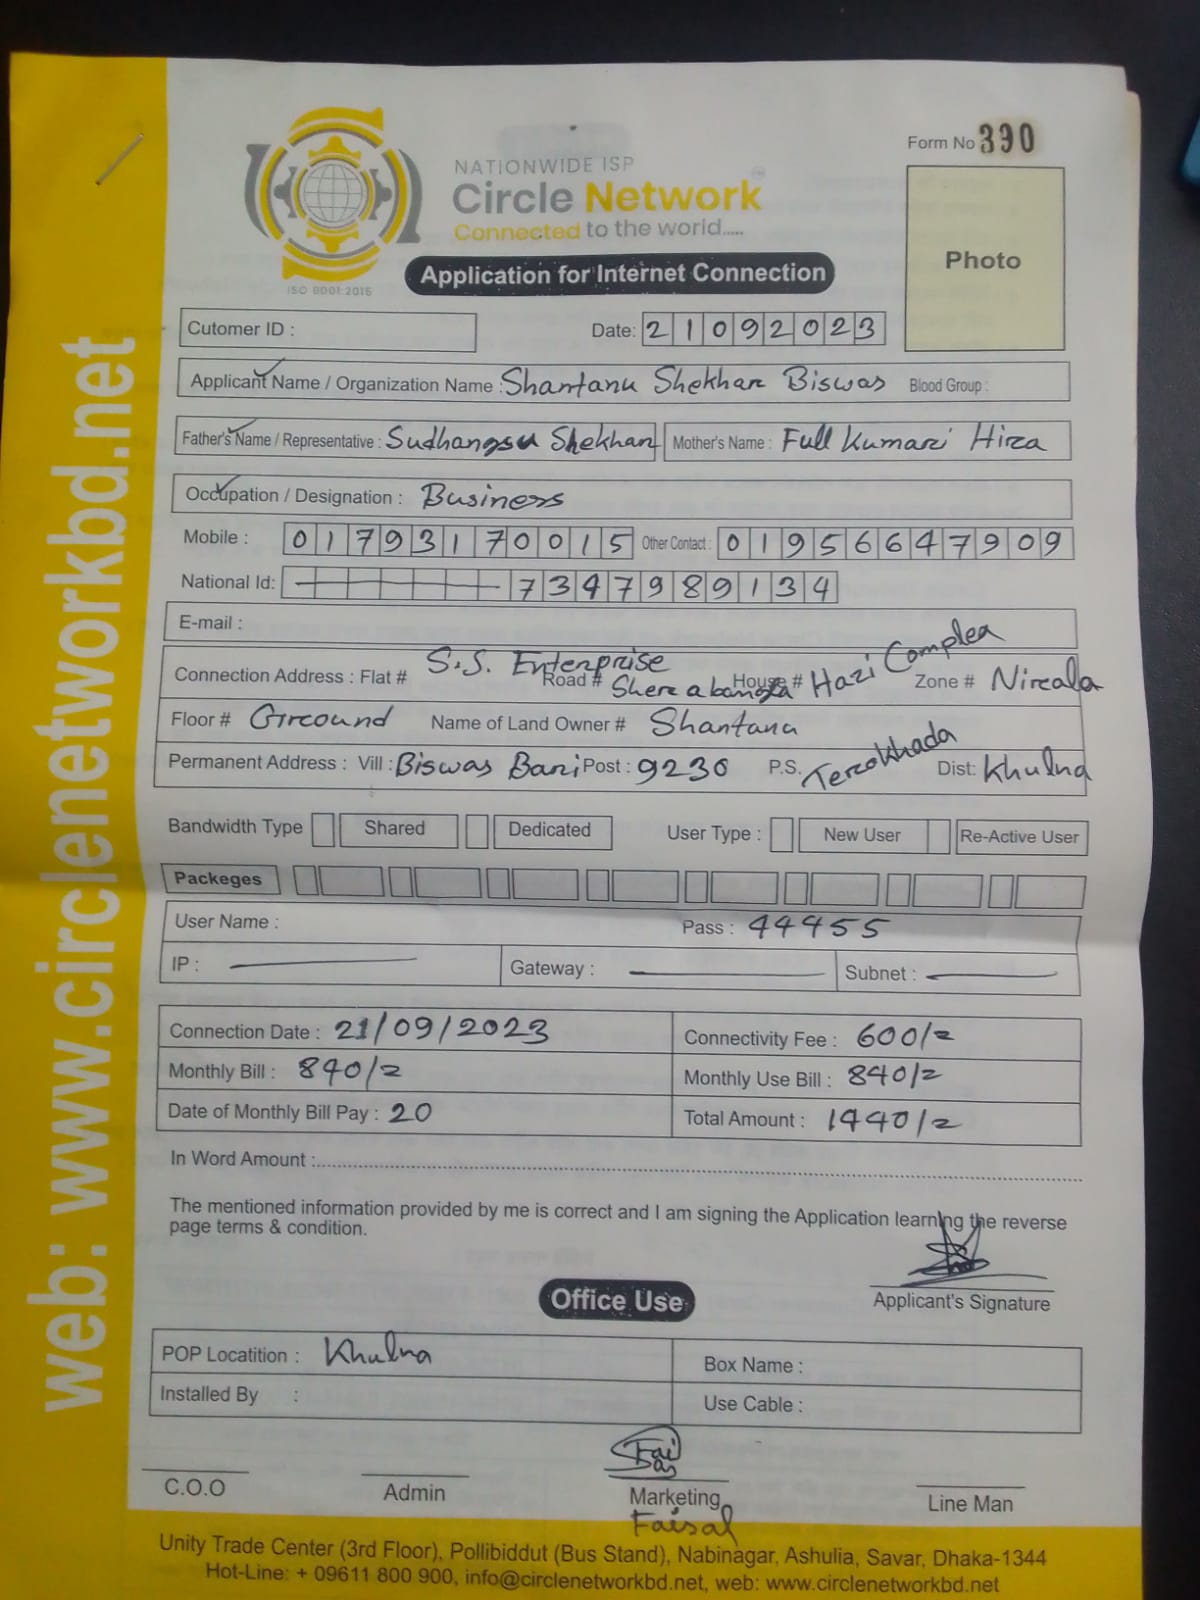 web: www.circlenetworkbd.net
NATIONWIDE ISP
Circle Network
Connected to the world.....
ISO 9001:2015
Form No 390
Photo
Application for Internet Connection
Cutomer ID :
Date: 21092023
Applicant Name / Organization Name : Shantanu Shekhar Biswas Blood Group :
Father's Name / Representative : Sudhangsu Shekhar Mother's Name : Full Kumari Hira
Occupation / Designation : Business
Mobile : 01793170015 Other Contact : 01956647909
National Id: 7347989134
E-mail :
Connection Address : Flat # S.S. Enterprise Road # Shere a bangla House # Hazi Complex Zone # Nirala
Floor # Ground Name of Land Owner # Shantanu
Permanent Address : Vill : Biswas Bari Post : 9230 P.S. Terokhada Dist: Khulna
Bandwidth Type Shared Dedicated User Type : New User Re-Active User
Packeges
User Name : Pass : 44455
IP : Gateway : Subnet :
Connection Date : 21/09/2023 Connectivity Fee : 600/=
Monthly Bill : 840/= Monthly Use Bill : 840/=
Date of Monthly Bill Pay : 20 Total Amount : 1440/=
In Word Amount :
The mentioned information provided by me is correct and I am signing the Application learning the reverse
page terms & condition.
Applicant's Signature
Office Use
POP Locatition : Khulna Box Name :
Installed By : Use Cable :
C.O.O Admin Marketing Line Man
Faisal
Unity Trade Center (3rd Floor), Pollibiddut (Bus Stand), Nabinagar, Ashulia, Savar, Dhaka-1344
Hot-Line: + 09611 800 900, info@circlenetworkbd.net, web: www.circlenetworkbd.net